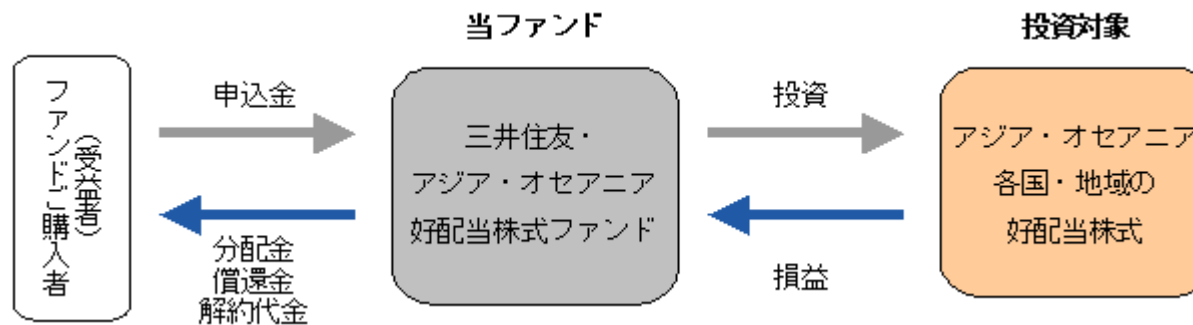 当ファンド
投資対象
ファンドご購入者
（受益者）
申込金
分配金
償還金
解約代金
三井住友・
アジア・オセアニア
好配当株式ファンド
投資
損益
アジア・オセアニア
各国・地域の
好配当株式